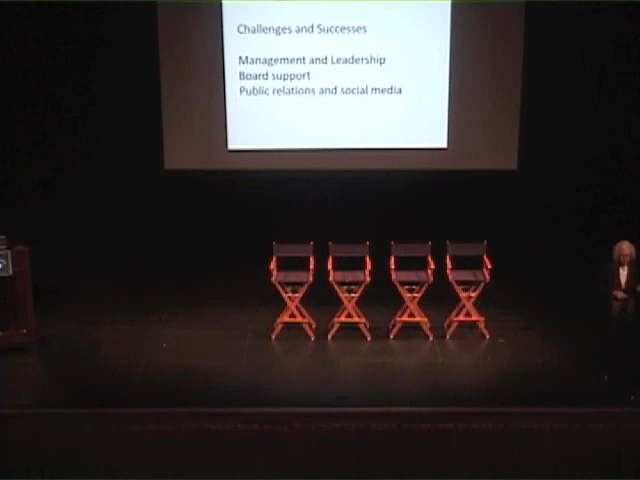 Challenges and Successes
Management and Leadership
Board support
Public relations and social media